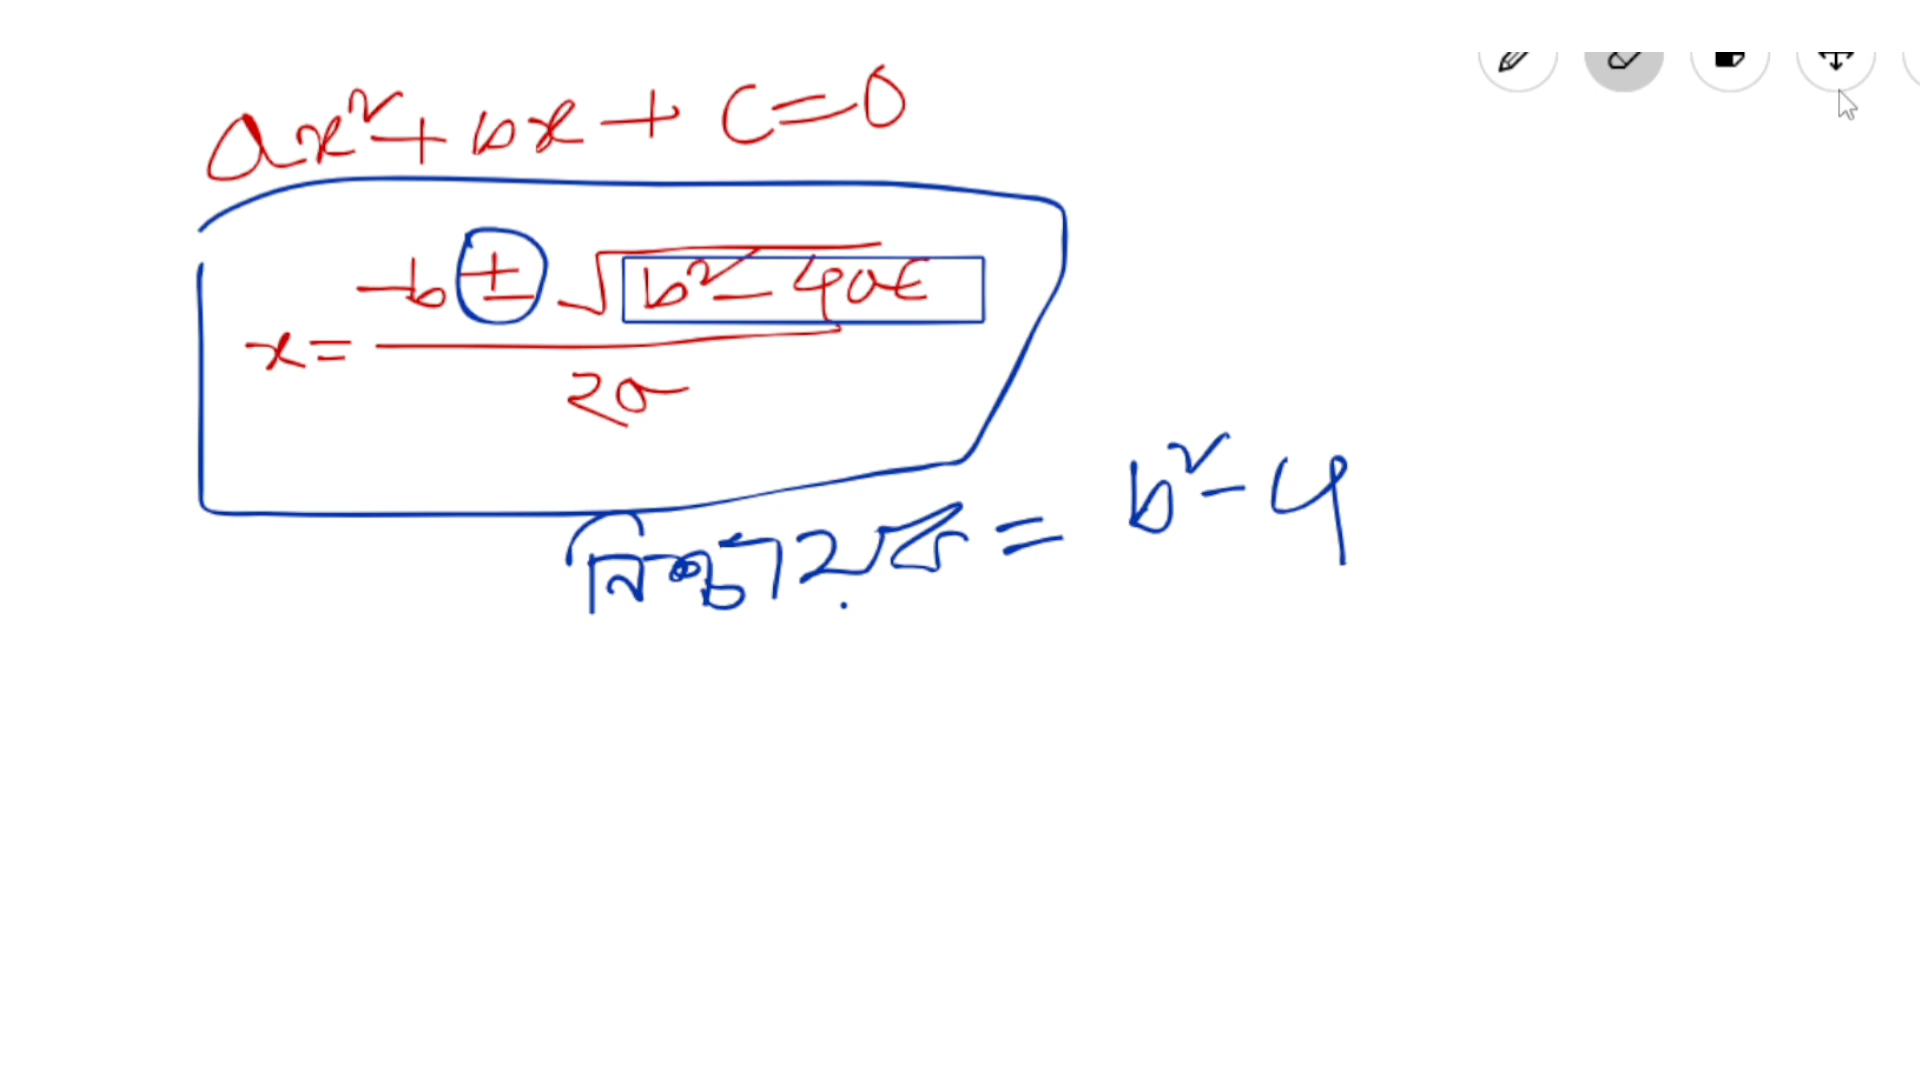 ax² + bx + c = 0
x = (-b ± √(b² - 4ac)) / 2a
নিশ্চায়ক = b² - 4